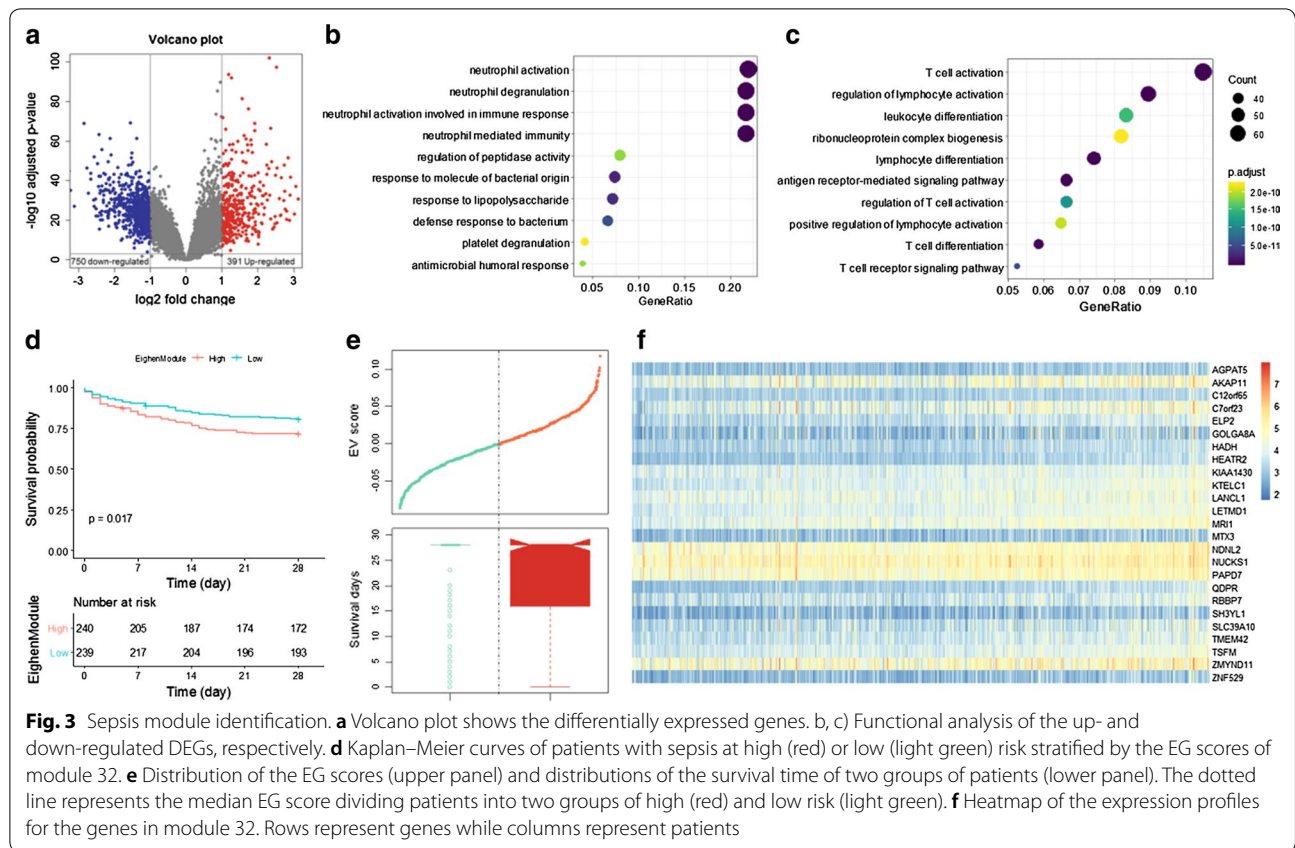 a
Volcano plot
-log10 adjusted p-value
100
80
60
40
20
0
750 down-regulated
391 Up-regulated
-3 -2 -1 0 1 2 3
log2 fold change
b
neutrophil activation
neutrophil degranulation
neutrophil activation involved in immune response
neutrophil mediated immunity
regulation of peptidase activity
response to molecule of bacterial origin
response to lipopolysaccharide
defense response to bacterium
platelet degranulation
antimicrobial humoral response
0.05 0.10 0.15 0.20
GeneRatio
c
T cell activation
regulation of lymphocyte activation
leukocyte differentiation
ribonucleoprotein complex biogenesis
lymphocyte differentiation
antigen receptor-mediated signaling pathway
regulation of T cell activation
positive regulation of lymphocyte activation
T cell differentiation
T cell receptor signaling pathway
0.05 0.06 0.07 0.08 0.09 0.10
GeneRatio
Count
40
50
60
p.adjust
2.0e-10
1.5e-10
1.0e-10
5.0e-11
d
EighenModule High Low
Survival probability
1.00
0.75
0.50
0.25
0.00
p = 0.017
0 7 14 21 28
Time (day)
Number at risk
EighenModule
High 240 205 187 174 172
Low 239 217 204 196 193
0 7 14 21 28
Time (day)
e
EV score
0.10
0.05
0.00
-0.05
Survival days
30
25
20
15
10
5
0
f
AGPAT5
AKAP11
C12orf65
C7orf23
ELP2
GOLGA8A
HADH
HEATR2
KIAA1430
KTELC1
LANCL1
LETMD1
MRI1
MTX3
NDNL2
NUCKS1
PAPD7
QDPR
RBBP7
SH3YL1
SLC39A10
TMEM42
TSFM
ZMYND11
ZNF529
7
6
5
4
3
2
Fig. 3 Sepsis module identification. a Volcano plot shows the differentially expressed genes. b, c) Functional analysis of the up- and
down-regulated DEGs, respectively. d Kaplan–Meier curves of patients with sepsis at high (red) or low (light green) risk stratified by the EG scores of
module 32. e Distribution of the EG scores (upper panel) and distributions of the survival time of two groups of patients (lower panel). The dotted
line represents the median EG score dividing patients into two groups of high (red) and low risk (light green). f Heatmap of the expression profiles
for the genes in module 32. Rows represent genes while columns represent patients